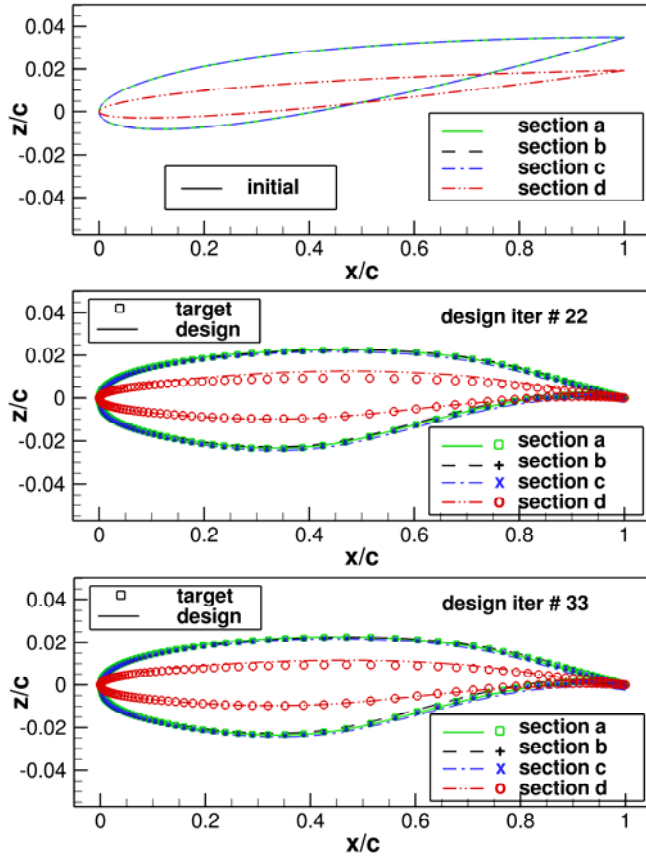 0.04
0.02
0
-0.02
-0.04
z/c
section a
section b
section c
section d
initial
0
0.2
0.4
0.6
0.8
1
x/c
0.04
0.02
0
-0.02
-0.04
z/c
target
design
design iter # 22
section a
section b
section c
section d
0
0.2
0.4
0.6
0.8
1
x/c
0.04
0.02
0
-0.02
-0.04
z/c
target
design
design iter # 33
section a
section b
section c
section d
0
0.2
0.4
0.6
0.8
1
x/c